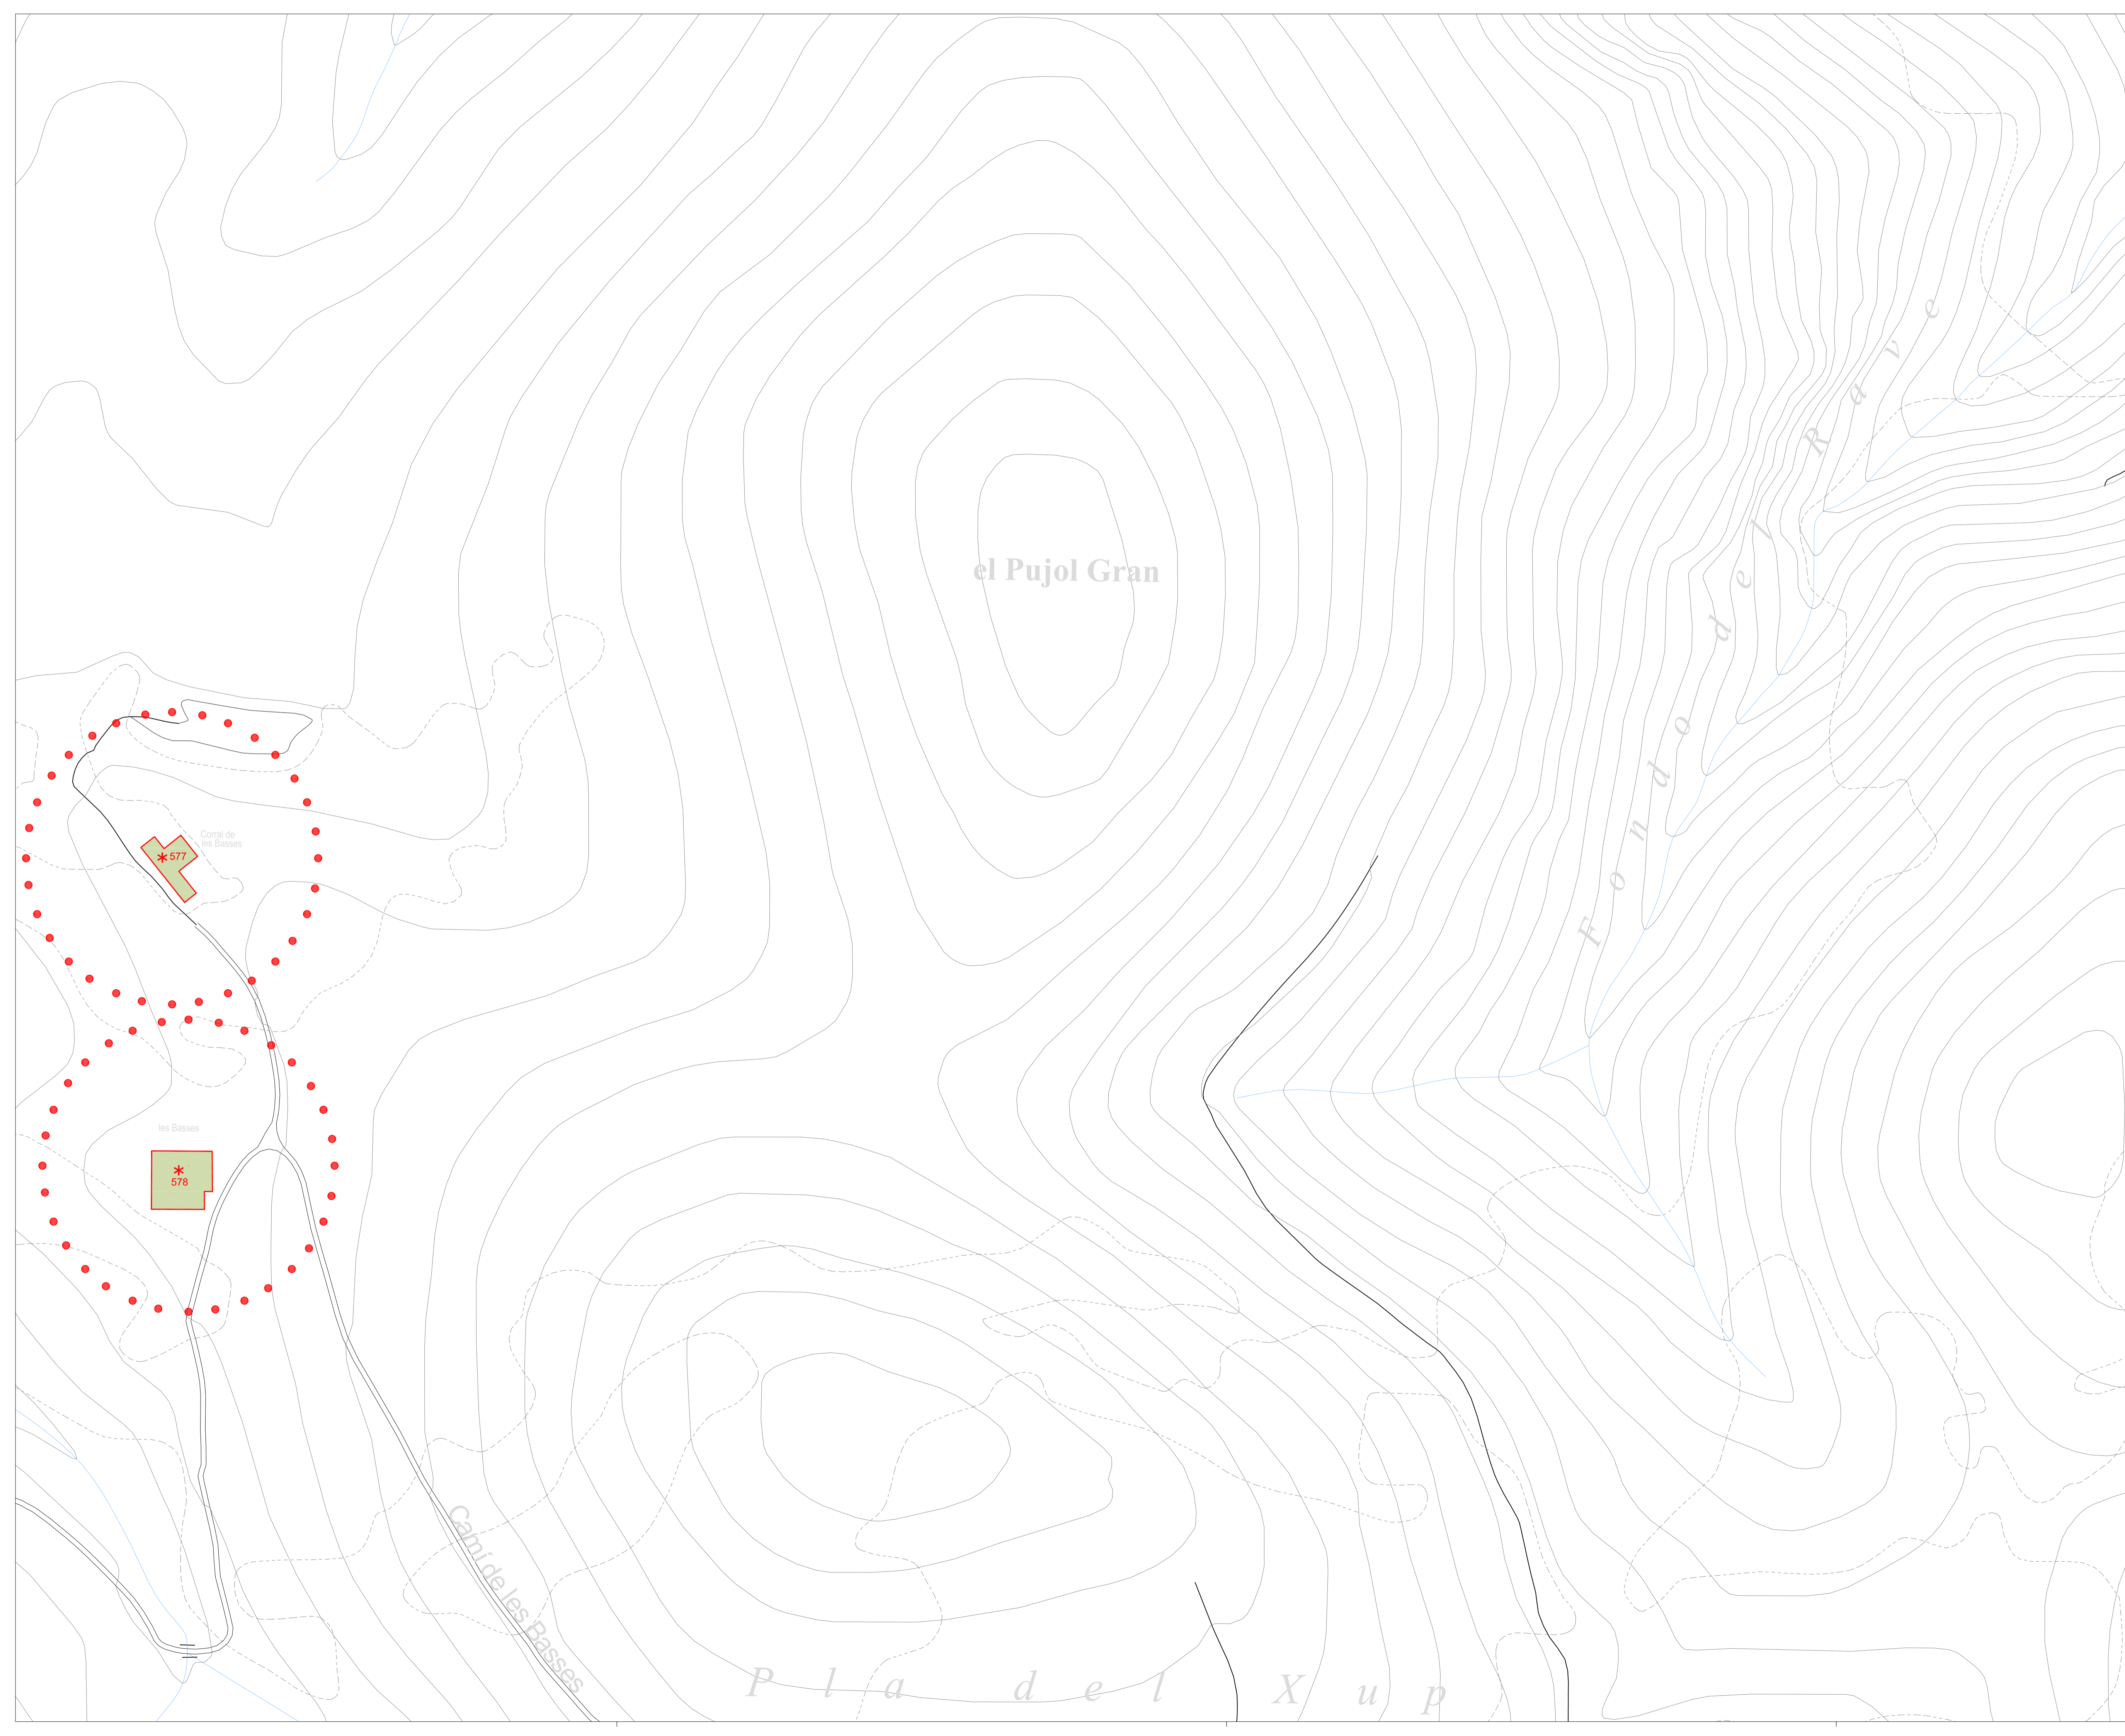 el Pujol Gran
Fondo del Rave
Corral de
les Basses
* 577
les Basses
*
578
Camí de les Basses
Pla del Xup